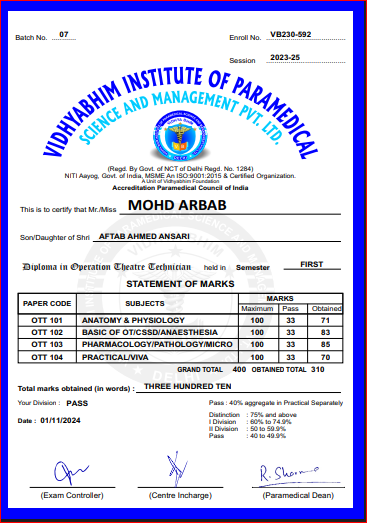 Batch No. 07
Enroll No. VB230-592
Session 2023-25
VIDHYABHIM INSTITUTE OF PARAMEDICAL
SCIENCE AND MANAGEMENT PVT. LTD.
(Regd. By Govt. of NCT of Delhi Regd. No. 1284)
NITI Aayog, Govt. of India, MSME An ISO:9001:2015 & Certified Organization.
A Unit of Vidhyabhim Foundation
Accreditation Paramedical Council of India
This is to certify that Mr./Miss MOHD ARBAB
Son/Daughter of Shri AFTAB AHMED ANSARI
Diploma in Operation Theatre Technician held in Semester FIRST
STATEMENT OF MARKS
PAPER CODE SUBJECTS MARKS
Maximum Pass Obtained
OTT 101 ANATOMY & PHYSIOLOGY 100 33 71
OTT 102 BASIC OF OT/CSSD/ANAESTHESIA 100 33 83
OTT 103 PHARMACOLOGY/PATHOLOGY/MICRO 100 33 85
OTT 104 PRACTICAL/VIVA 100 33 70
GRAND TOTAL 400 OBTAINED TOTAL 310
Total marks obtained (in words) : THREE HUNDRED TEN
Your Division : PASS
Pass : 40% aggregate in Practical Separately
Distinction : 75% and above
I Division : 60% to 74.9%
II Division : 50 to 59.9%
Pass : 40 to 49.9%
Date : 01/11/2024
R. Sharma
(Exam Controller) (Centre Incharge) (Paramedical Dean)